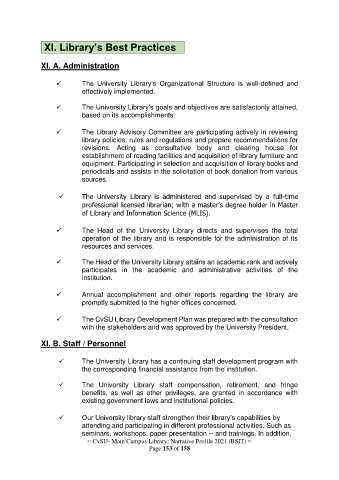 XI. Library's Best Practices
XI. A. Administration
✓ The University Library's Organizational Structure is well-defined and
effectively implemented.
✓ The University Library's goals and objectives are satisfactorily attained,
based on its accomplishments.
✓ The Library Advisory Committee are participating actively in reviewing
library policies, rules and regulations and prepare recommendations for
revisions. Acting as consultative body and clearing house for
establishment of reading facilities and acquisition of library furniture and
equipment. Participating in selection and acquisition of library books and
periodicals and assists in the solicitation of book donation from various
sources.
✓ The University Library is administered and supervised by a full-time
professional licensed librarian; with a master's degree holder in Master
of Library and Information Science (MLIS).
✓ The Head of the University Library directs and supervises the total
operation of the library and is responsible for the administration of its
resources and services.
✓ The Head of the University Library attains an academic rank and actively
participates in the academic and administrative activities of the
institution.
✓ Annual accomplishment and other reports regarding the library are
promptly submitted to the higher offices concerned.
✓ The CvSU Library Development Plan was prepared with the consultation
with the stakeholders and was approved by the University President.
XI. B. Staff / Personnel
✓ The University Library has a continuing staff development program with
the corresponding financial assistance from the institution.
✓ The University Library staff compensation, retirement, and fringe
benefits, as well as other privileges, are granted in accordance with
existing government laws and institutional policies.
✓ Our University library staff strengthen their library's capabilities by
attending and participating in different professional activities. Such as
seminars, workshops, paper presentation -- and trainings. In addition,
≈ CvSU- Main Campus Library: Narrative Profile 2021 (BSIT) ≈
Page 153 of 158